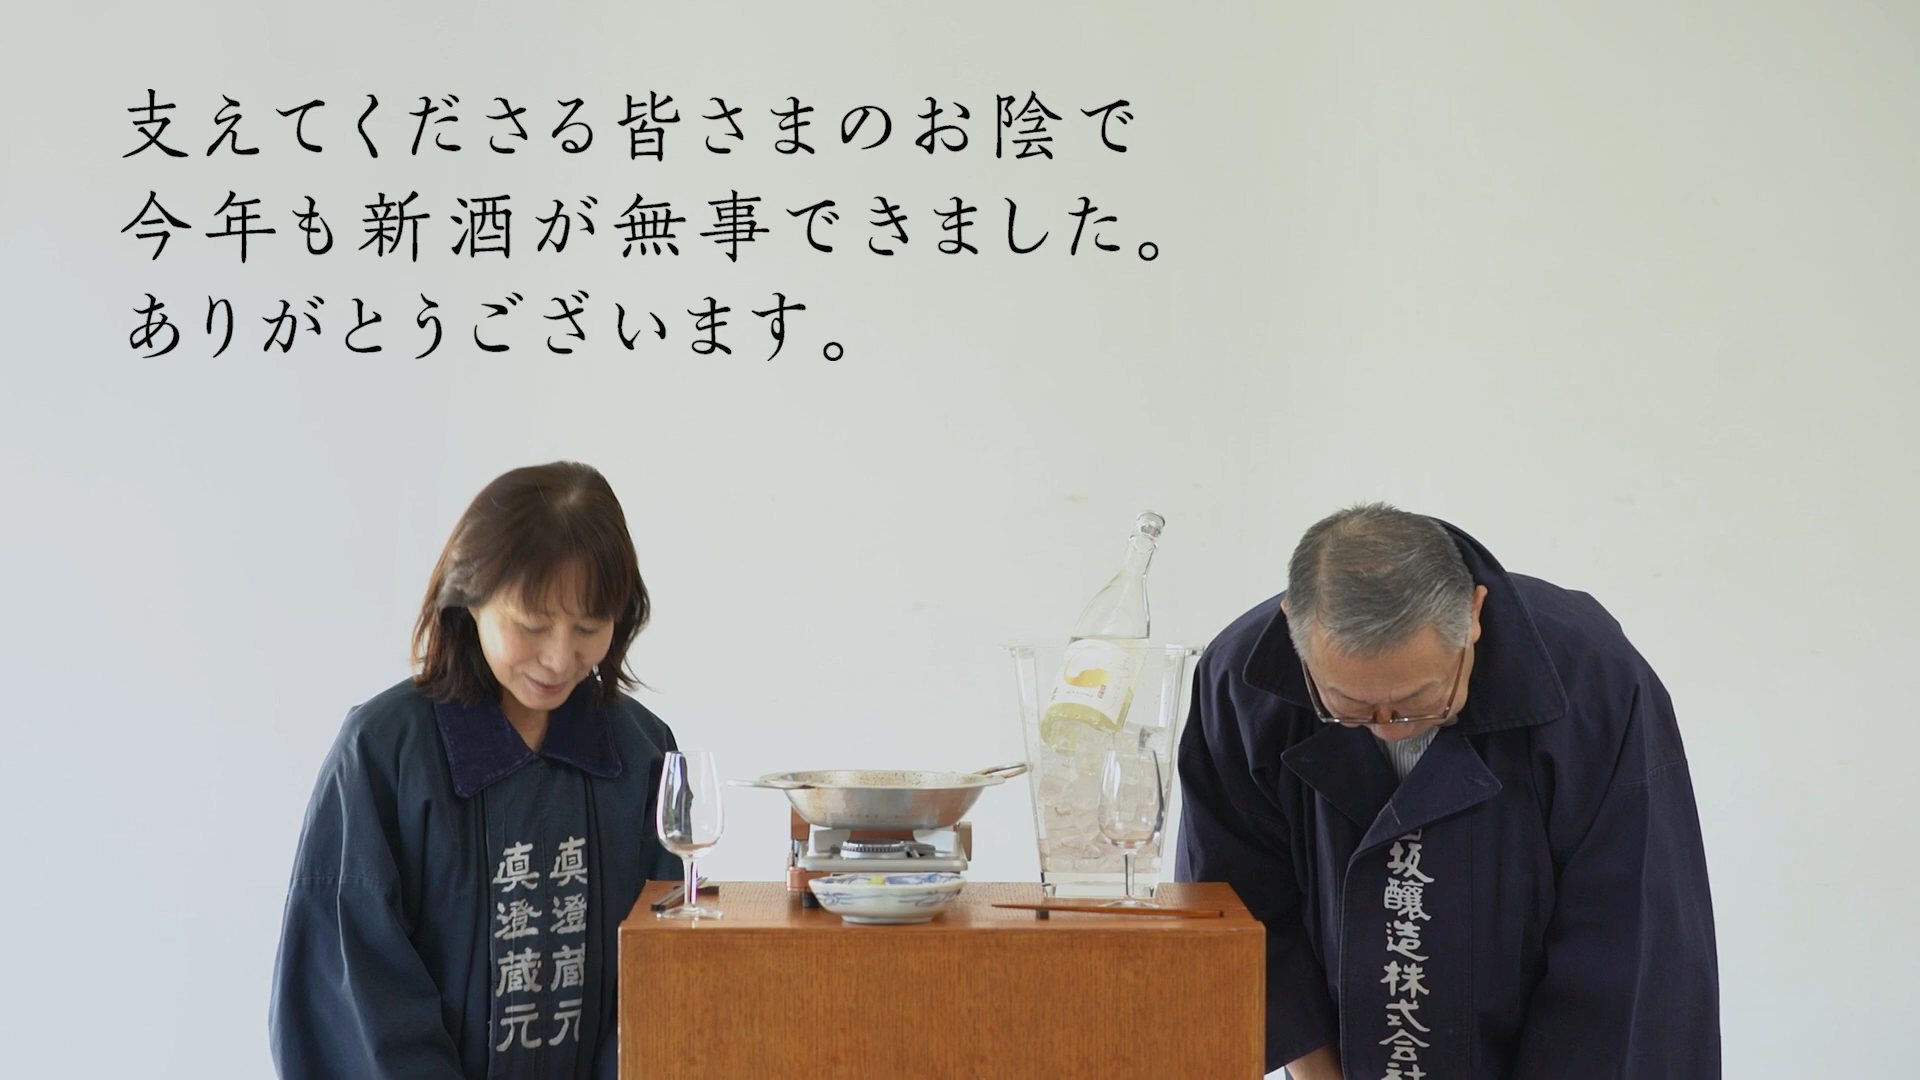 支えてくださる皆さまのお陰で
今年も新酒が無事できました。
ありがとうございます。
真澄蔵元
真澄蔵元
坂醸造株式会社